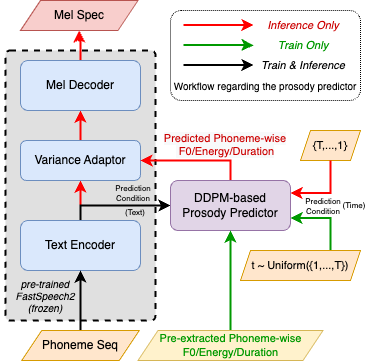 Mel Spec
Inference Only
Train Only
Train & Inference
Workflow regarding the prosody predictor
Mel Decoder
Variance Adaptor
Predicted Phoneme-wise
F0/Energy/Duration
{T,...,1}
Prediction
Condition
(Text)
DDPM-based
Prosody Predictor
Prediction
Condition
(Time)
Text Encoder
pre-trained
FastSpeech2
(frozen)
t ~ Uniform({1,...,T})
Phoneme Seq
Pre-extracted Phoneme-wise
F0/Energy/Duration